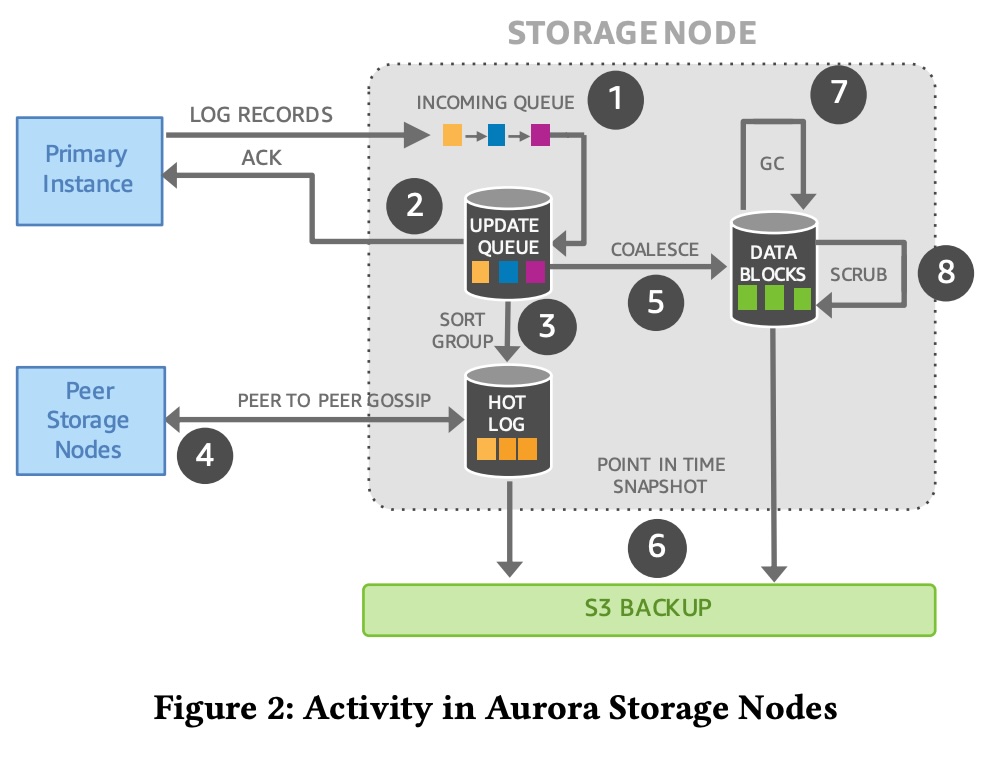 STORAGE NODE
1
7
INCOMING QUEUE
LOG RECORDS
Primary
Instance
ACK
GC
2
UPDATE
QUEUE
COALESCE
DATA
BLOCKS
SCRUB
8
5
SORT
GROUP
3
Peer
Storage
Nodes
PEER TO PEER GOSSIP
HOT
LOG
4
POINT IN TIME
SNAPSHOT
6
S3 BACKUP
Figure 2: Activity in Aurora Storage Nodes